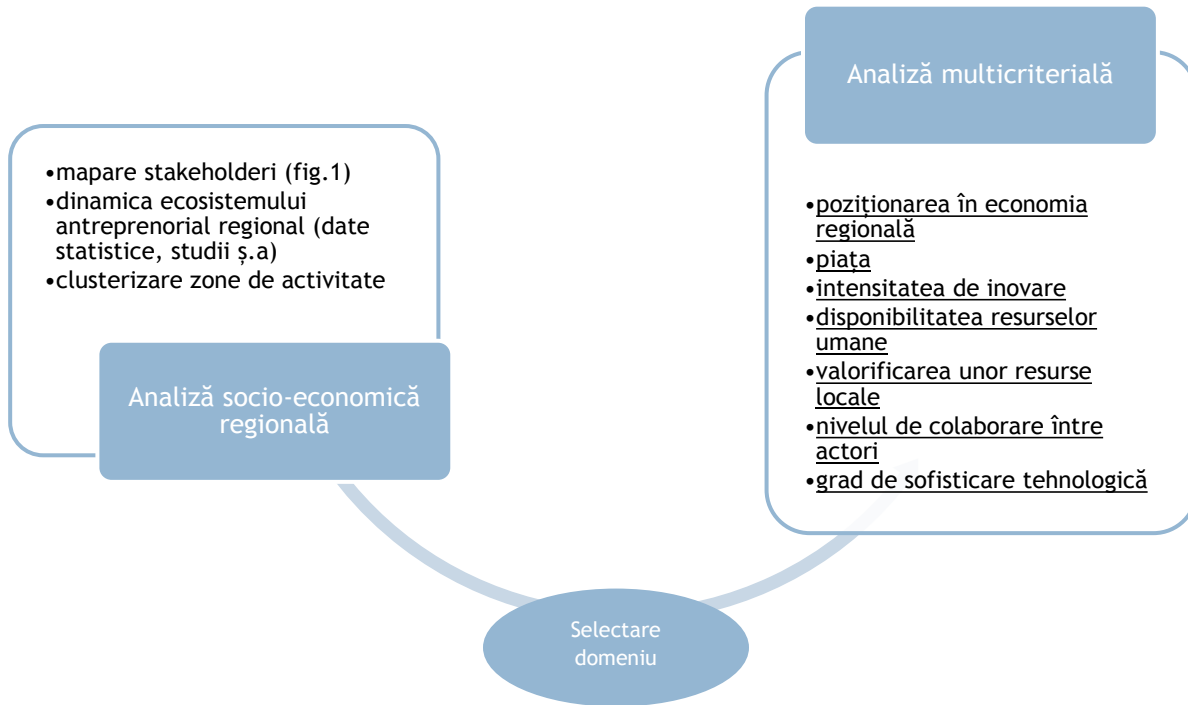 •mapare stakeholderi (fig.1)
•dinamica ecosistemului
antreprenorial regional (date
statistice, studii ș.a)
•clusterizare zone de activitate
Analiză socio-economică
regională
Selectare
domeniu
Analiză multicriterială
•poziționarea în economia
regională
•piața
•intensitatea de inovare
•disponibilitatea resurselor
umane
•valorificarea unor resurse
locale
•nivelul de colaborare între
actori
•grad de sofisticare tehnologică